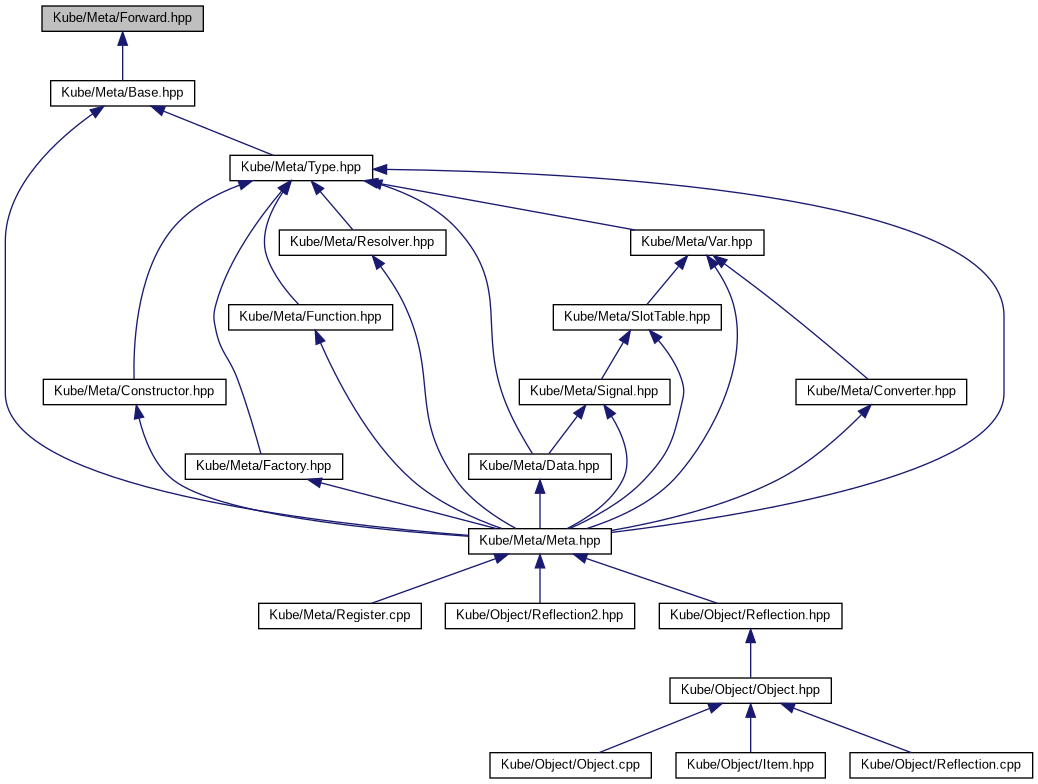 Kube/Meta/Forward.hpp
Kube/Meta/Base.hpp
Kube/Meta/Type.hpp
Kube/Meta/Resolver.hpp
Kube/Meta/Var.hpp
Kube/Meta/Function.hpp
Kube/Meta/SlotTable.hpp
Kube/Meta/Constructor.hpp
Kube/Meta/Signal.hpp
Kube/Meta/Converter.hpp
Kube/Meta/Factory.hpp
Kube/Meta/Data.hpp
Kube/Meta/Meta.hpp
Kube/Meta/Register.cpp
Kube/Object/Reflection2.hpp
Kube/Object/Reflection.hpp
Kube/Object/Object.hpp
Kube/Object/Object.cpp
Kube/Object/Item.hpp
Kube/Object/Reflection.cpp